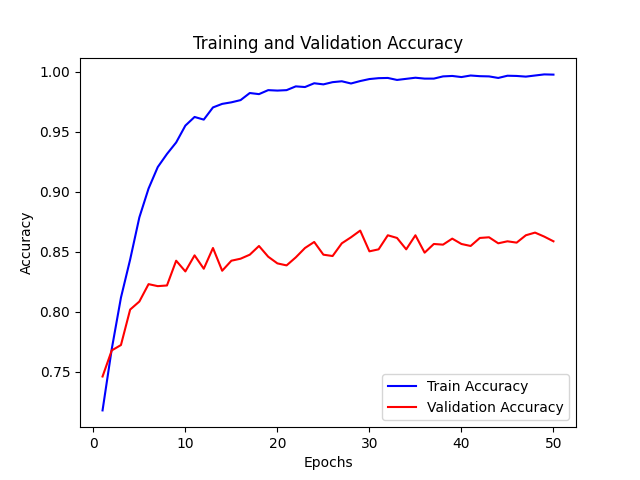 Training and Validation Accuracy
1.00
0.95
0.90
0.85
0.80
0.75
Accuracy
Train Accuracy
Validation Accuracy
0 10 20 30 40 50
Epochs